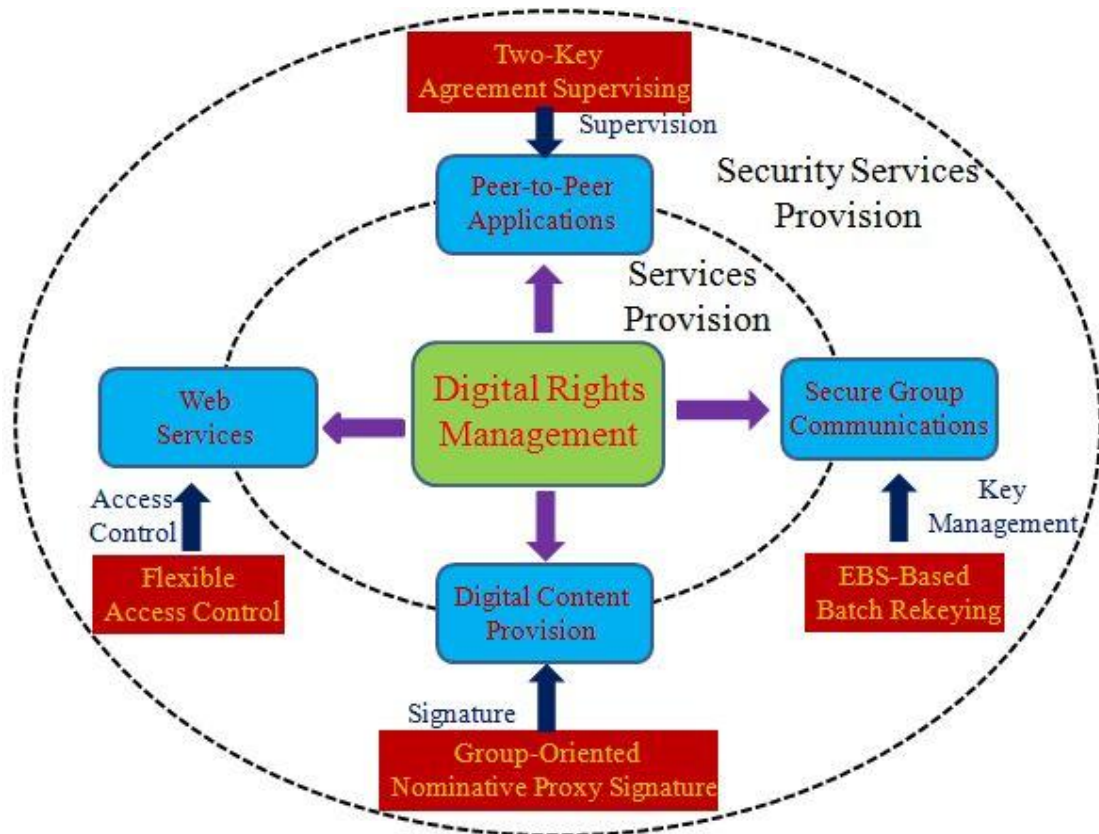 Two-Key
Agreement Supervising
Supervision
Peer-to-Peer
Applications
Security Services
Provision
Services
Provision
Web
Services
Digital Rights
Management
Secure Group
Communications
Access
Control
Key
Management
Flexible
Access Control
Digital Content
Provision
EBS-Based
Batch Rekeying
Signature
Group-Oriented
Nominative Proxy Signature